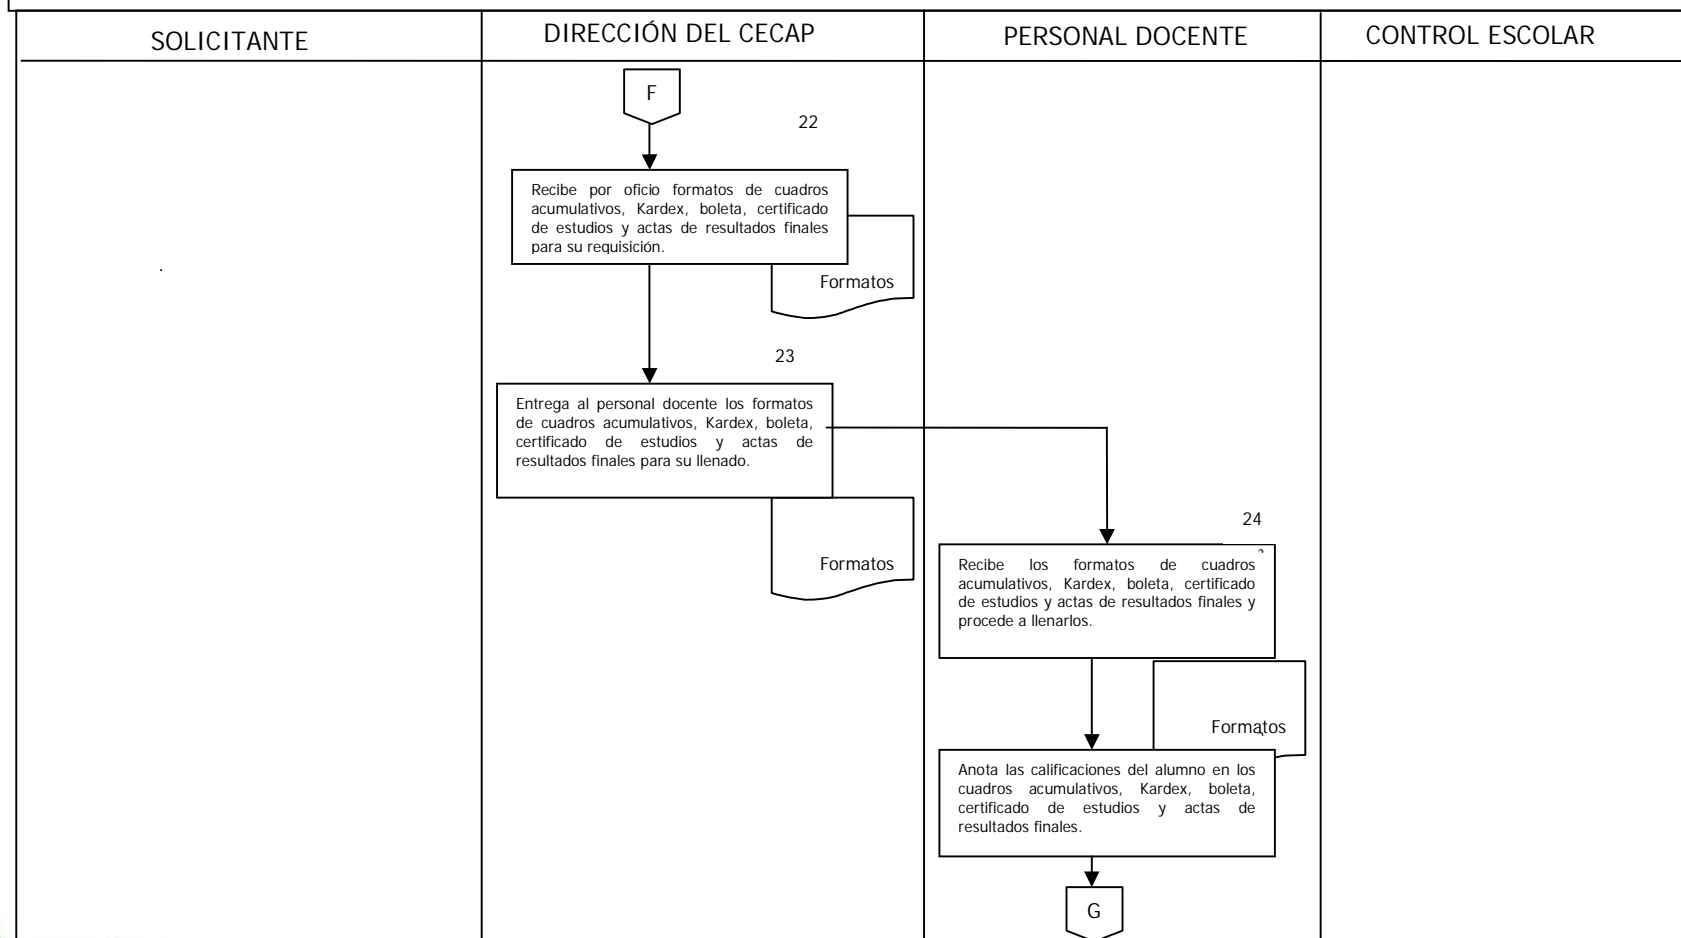 SOLICITANTE
DIRECCIÓN DEL CECAP
PERSONAL DOCENTE
CONTROL ESCOLAR
F
22
Recibe por oficio formatos de cuadros
acumulativos, Kardex, boleta, certificado
de estudios y actas de resultados finales
para su requisición.
Formatos
23
Entrega al personal docente los formatos
de cuadros acumulativos, Kardex, boleta,
certificado de estudios y actas de
resultados finales para su llenado.
Formatos
24
Recibe los formatos de cuadros
acumulativos, Kardex, boleta, certificado
de estudios y actas de resultados finales y
procede a llenarlos.
Formatos
Anota las calificaciones del alumno en los
cuadros acumulativos, Kardex, boleta,
certificado de estudios y actas de
resultados finales.
G